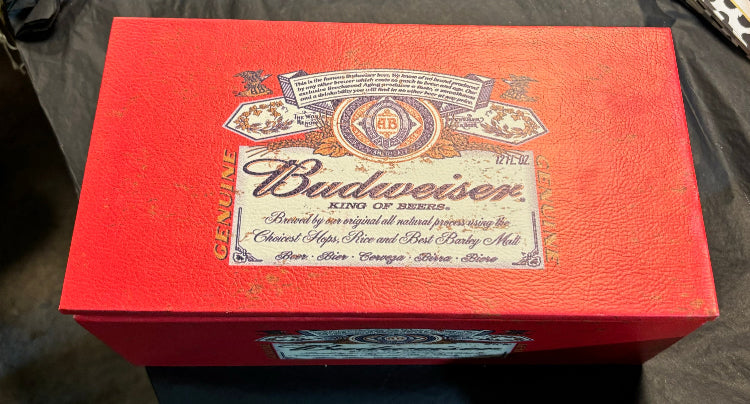 This is the famous Budweiser beer. We know of no brand produced
by any other brewer which costs so much to brew and age. Our
exclusive Beechwood Aging produces a taste, a smoothness
and a drinkability you will find in no other beer at any price.
AB
GENUINE
12 FL. OZ.
GENUINE
Budweiser®
KING OF BEERS®
Brewed by our original all natural process using the
Choicest Hops, Rice and Best Barley Malt
Beer · Bier · Cerveza · Birra · Biere